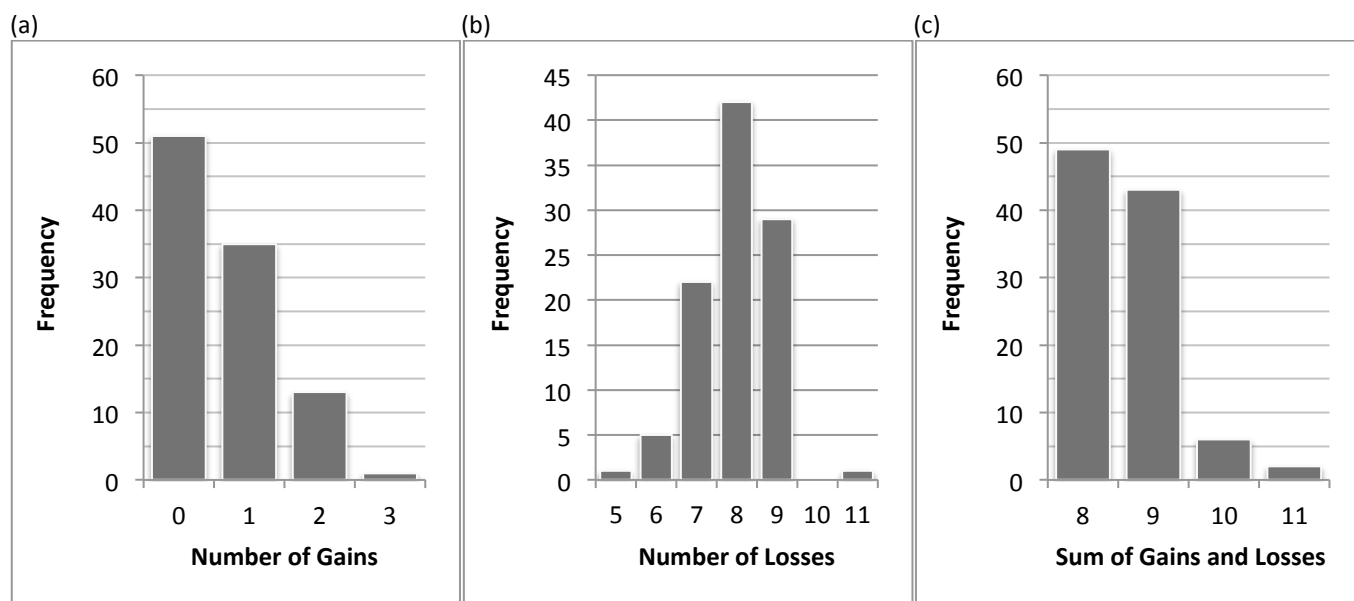 (a)
60
50
40
30
20
10
0
Frequency
0 1 2 3
Number of Gains
(b)
45
40
35
30
25
20
15
10
5
0
Frequency
5 6 7 8 9 10 11
Number of Losses
(c)
60
50
40
30
20
10
0
Frequency
8 9 10 11
Sum of Gains and Losses